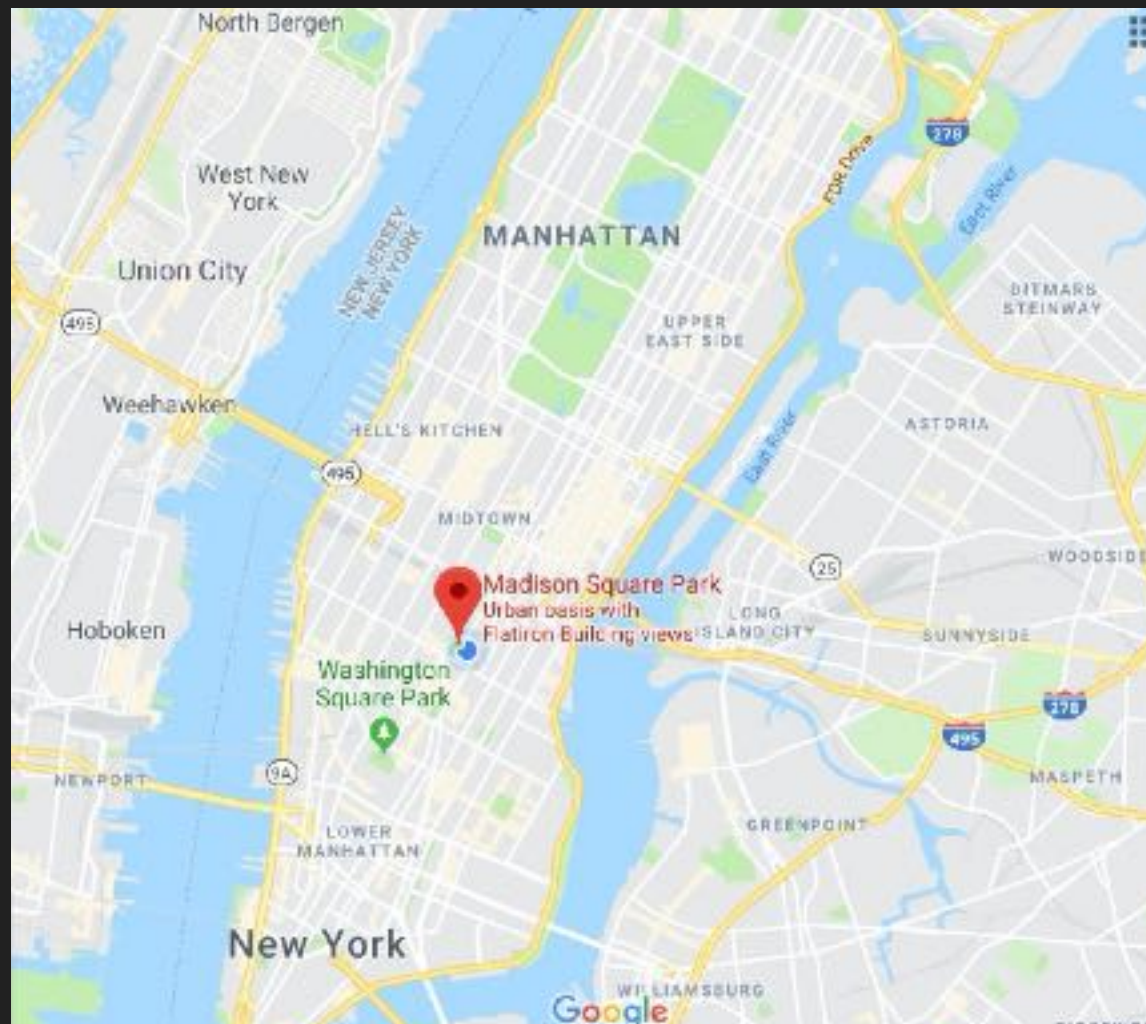 North Bergen
278
FDR Drive
West New
York
East River
NEW JERSEY
NEW YORK
MANHATTAN
Union City
DITMARS
STEINWAY
495
UPPER
EAST SIDE
Weehawken
HELL'S KITCHEN
ASTORIA
East River
495
MIDTOWN
WOODSIDE
25
Madison Square Park
Urban oasis with
Flatiron Building views
LONG
ISLAND CITY
Hoboken
SUNNYSIDE
Washington
Square Park
278
495
9A
NEWPORT
MASPETH
GREENPOINT
LOWER
MANHATTAN
New York
WILLIAMSBURG
Google